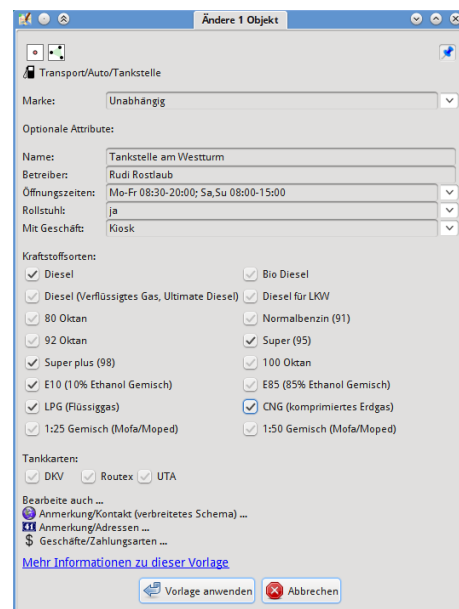 Ändere 1 Objekt
Transport/Auto/Tankstelle
Marke: Unabhängig
Optionale Attribute:
Name: Tankstelle am Westturm
Betreiber: Rudi Rostlaub
Öffnungszeiten: Mo-Fr 08:30-20:00; Sa,Su 08:00-15:00
Rollstuhl: ja
Mit Geschäft: Kiosk
Kraftstoffsorten:
Diesel Bio Diesel
Diesel (Verflüssigtes Gas, Ultimate Diesel) Diesel für LKW
80 Oktan Normalbenzin (91)
92 Oktan Super (95)
Super plus (98) 100 Oktan
E10 (10% Ethanol Gemisch) E85 (85% Ethanol Gemisch)
LPG (Flüssiggas) CNG (komprimiertes Erdgas)
1:25 Gemisch (Mofa/Moped) 1:50 Gemisch (Mofa/Moped)
Tankkarten:
DKV Routex UTA
Bearbeite auch ...
Anmerkung/Kontakt (verbreitetes Schema) ...
Anmerkung/Adressen ...
$ Geschäfte/Zahlungsarten ...
Mehr Informationen zu dieser Vorlage
Vorlage anwenden Abbrechen